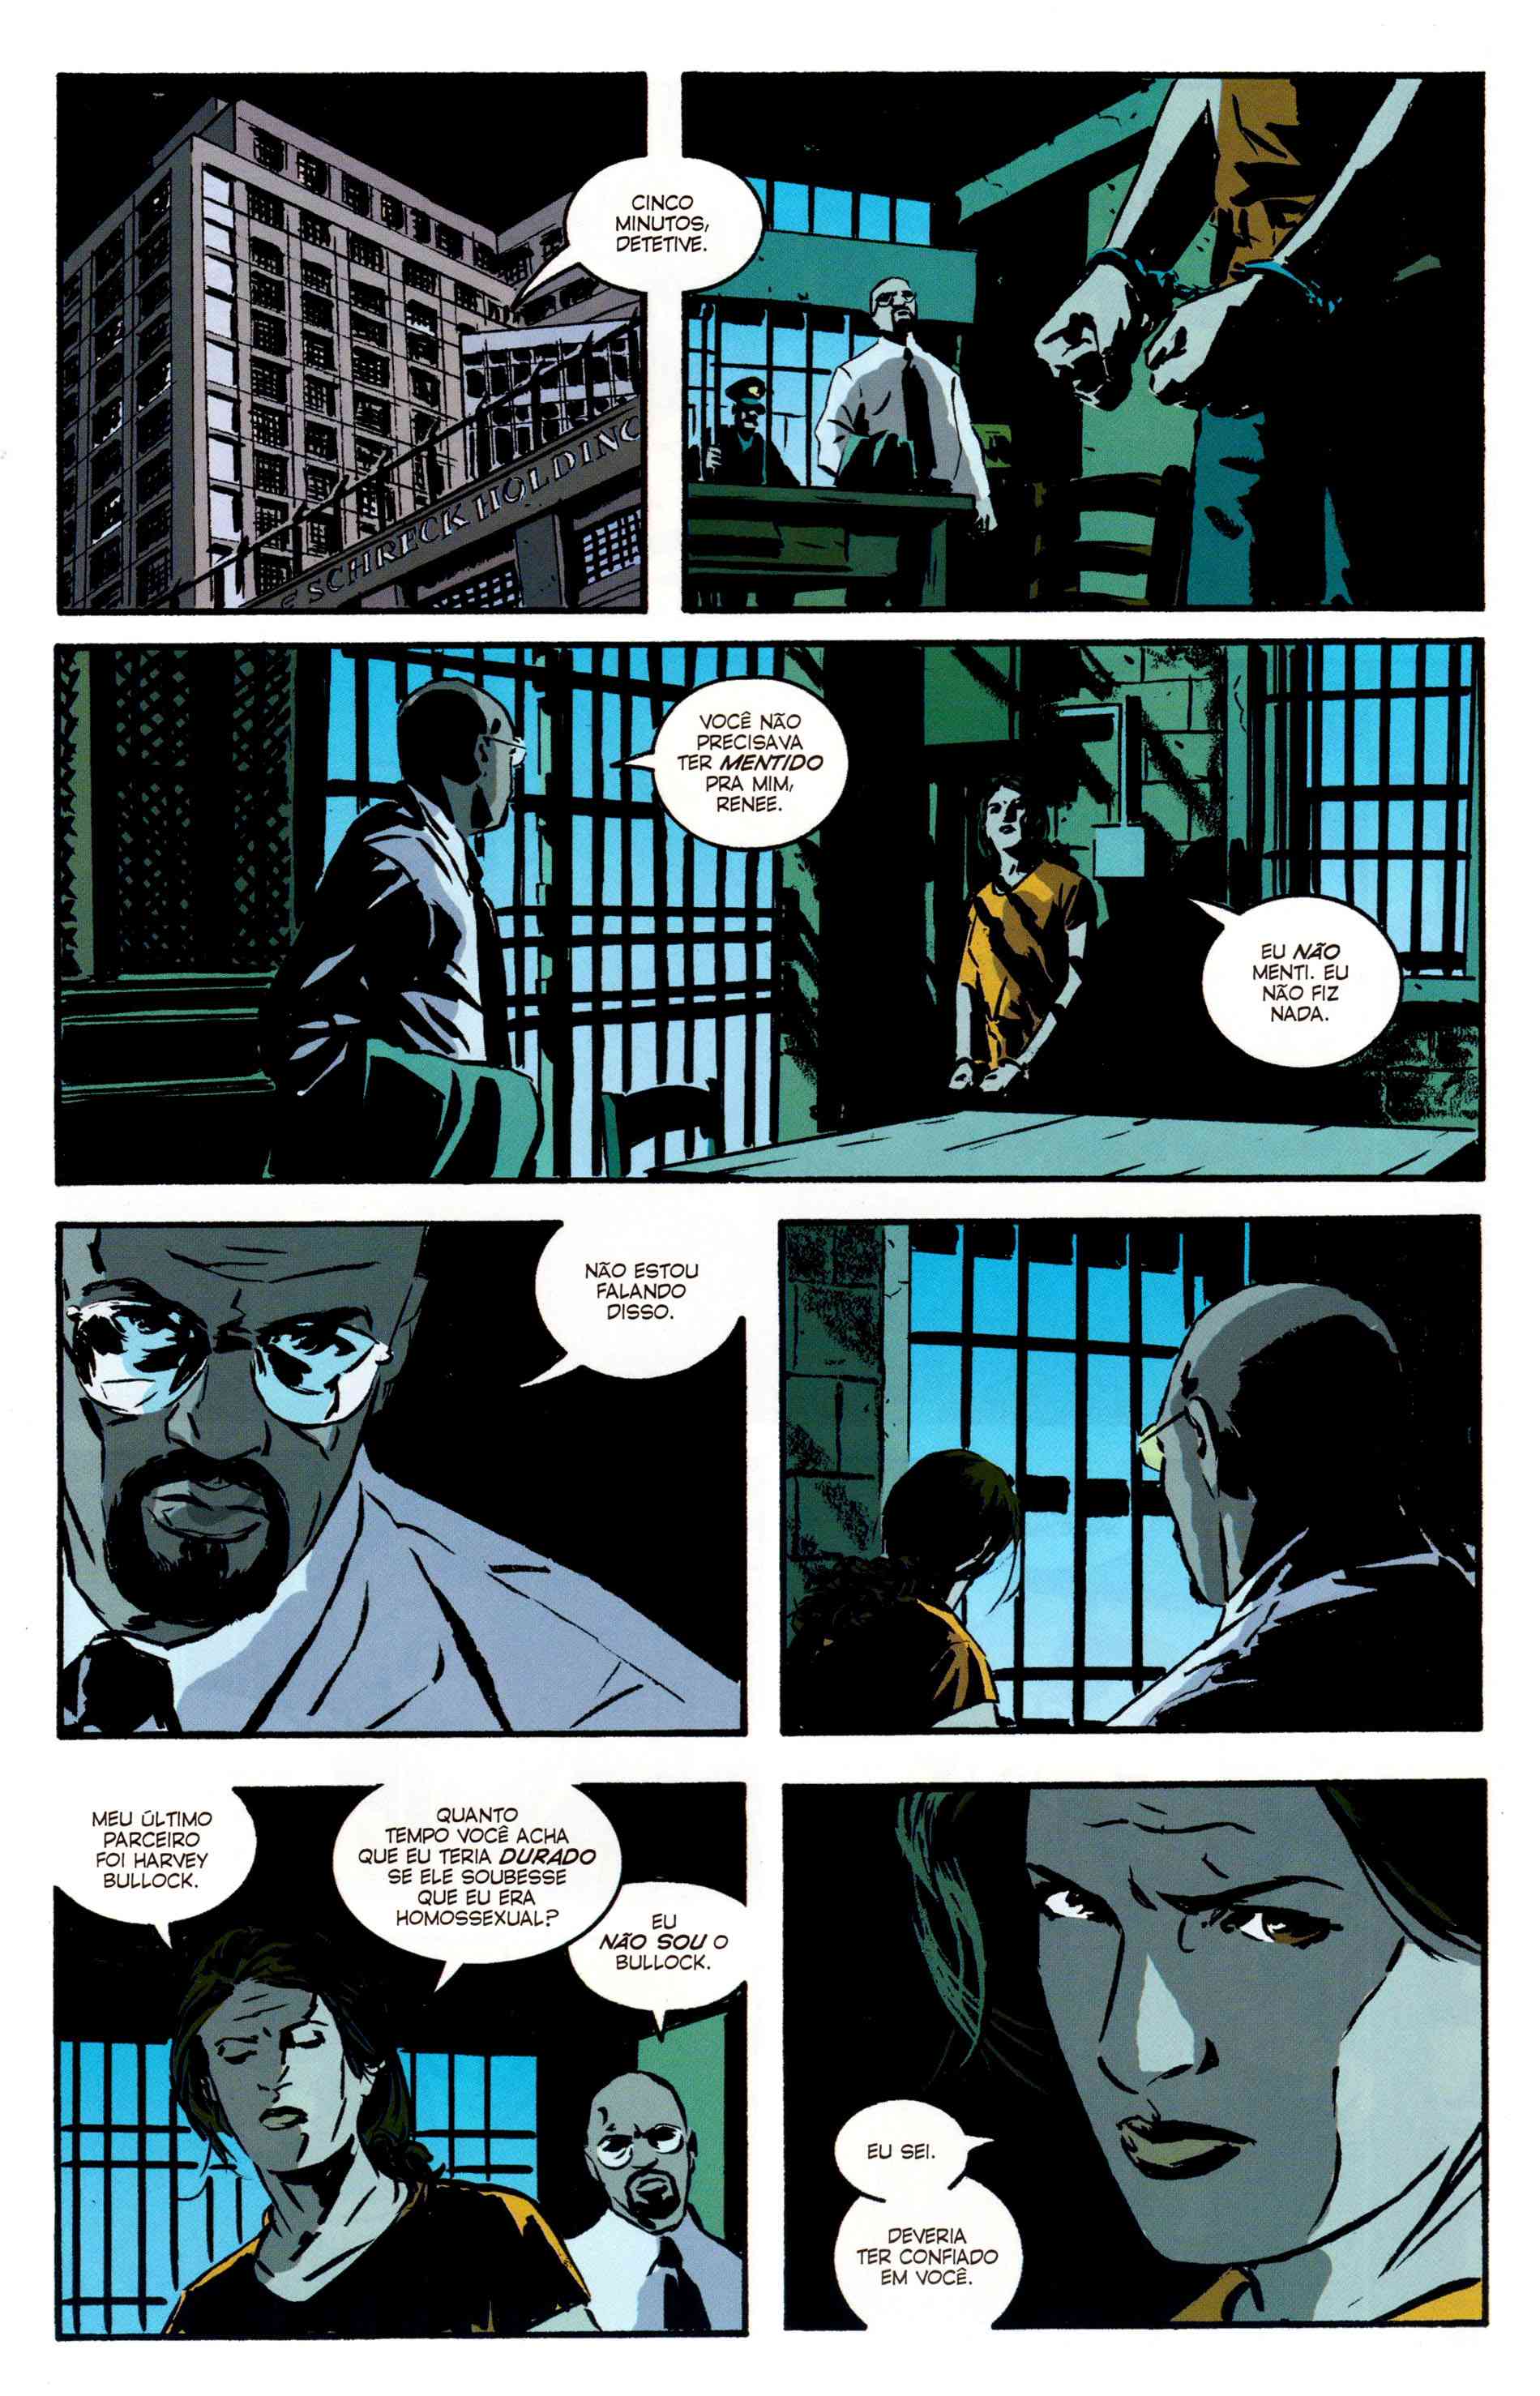 CINCO
MINUTOS,
DETETIVE.
E SCHRECK HOLDING
VOCÊ NÃO
PRECISAVA
TER MENTIDO
PRA MIM,
RENEE.
EU NÃO
MENTI. EU
NÃO FIZ
NADA.
NÃO ESTOU
FALANDO
DISSO.
MEU ÚLTIMO
PARCEIRO
FOI HARVEY
BULLOCK.
QUANTO
TEMPO VOCÊ ACHA
QUE EU TERIA DURADO
SE ELE SOUBESSE
QUE EU ERA
HOMOSSEXUAL?
EU
NÃO SOU O
BULLOCK.
EU SEI.
DEVERIA
TER CONFIADO
EM VOCÊ.